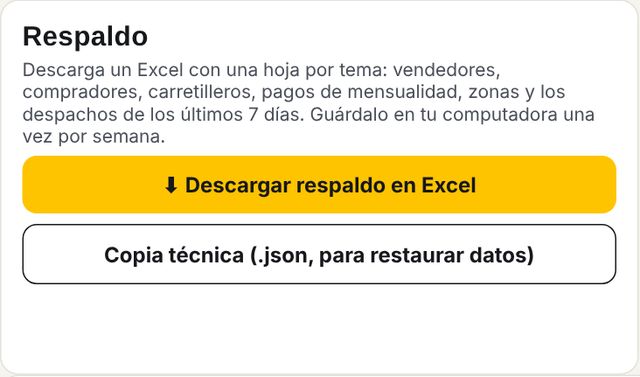 Respaldo
Descarga un Excel con una hoja por tema: vendedores,
compradores, carretilleros, pagos de mensualidad, zonas y los
despachos de los últimos 7 días. Guárdalo en tu computadora una
vez por semana.
⬇ Descargar respaldo en Excel
Copia técnica (.json, para restaurar datos)